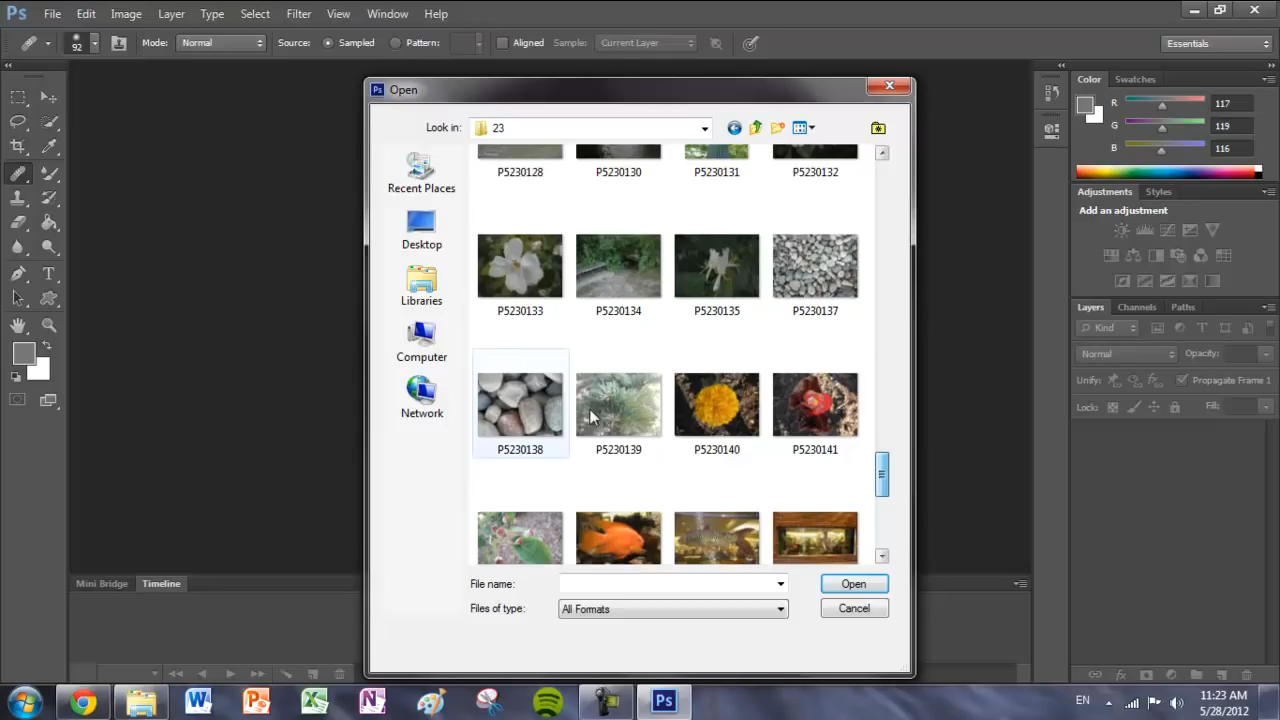 Ps File Edit Image Layer Type Select Filter View Window Help
92 Mode: Normal Source: Sampled Pattern: Aligned Sample: Current Layer Essentials
Ps Open
Look in: 23
Recent Places
Desktop
Libraries
Computer
Network
P5230128 P5230130 P5230131 P5230132
P5230133 P5230134 P5230135 P5230137
P5230138 P5230139 P5230140 P5230141
File name: Open
Files of type: All Formats Cancel
Color Swatches
R 117
G 119
B 116
Adjustments Styles
Add an adjustment
Layers Channels Paths
Kind
Normal Opacity:
Unify: Propagate Frame 1
Lock: Fill:
Mini Bridge Timeline
EN 11:23 AM
5/28/2012